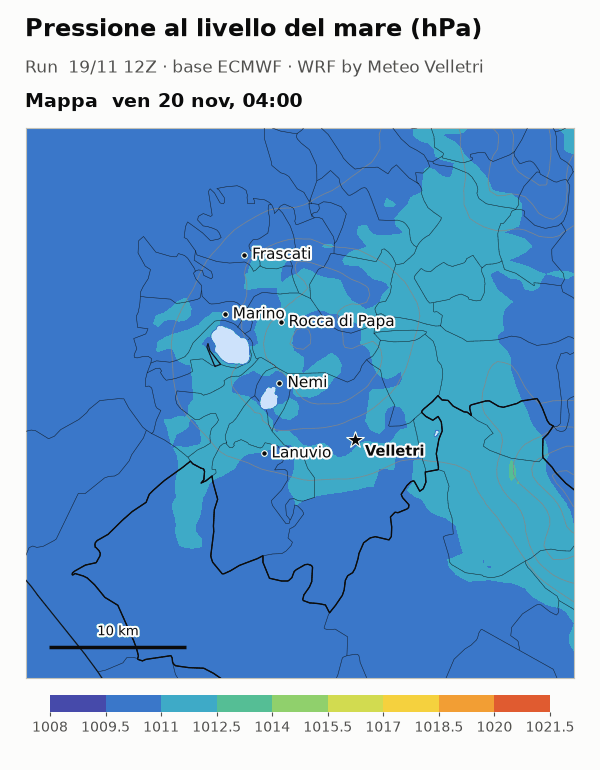 Pressione al livello del mare (hPa)
Run  19/11 12Z · base ECMWF · WRF by Meteo Velletri
Mappa  ven 20 nov, 04:00
Frascati
Marino
Rocca di Papa
Nemi
Velletri
Lanuvio
10 km
1008 1009.5 1011 1012.5 1014 1015.5 1017 1018.5 1020 1021.5